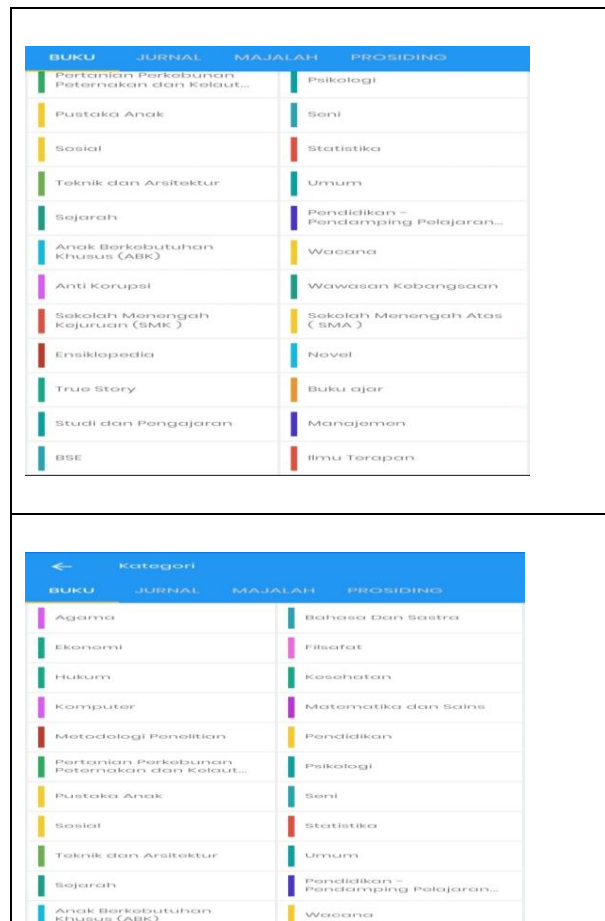 BUKU JURNAL MAJALAH PROSIDING
Pertanian Perkebunan
Peternakan dan Kelaut...
Psikologi
Pustaka Anak
Seni
Sosial
Statistika
Teknik dan Arsitektur
Umum
Sejarah
Pendidikan -
Pendamping Pelajaran...
Anak Berkebutuhan
Khusus (ABK)
Wacana
Anti Korupsi
Wawasan Kebangsaan
Sekolah Menengah
Kejuruan (SMK )
Sekolah Menengah Atas
( SMA )
Ensiklopedia
Novel
True Story
Buku ajar
Studi dan Pengajaran
Manajemen
BSE
Ilmu Terapan
← Kategori
BUKU JURNAL MAJALAH PROSIDING
Agama
Bahasa Dan Sastra
Ekonomi
Filsafat
Hukum
Kesehatan
Komputer
Matematika dan Sains
Metodologi Penelitian
Pendidikan
Pertanian Perkebunan
Peternakan dan Kelaut...
Psikologi
Pustaka Anak
Seni
Sosial
Statistika
Teknik dan Arsitektur
Umum
Sejarah
Pendidikan -
Pendamping Pelajaran...
Anak Berkebutuhan
Khusus (ABK)
Wacana